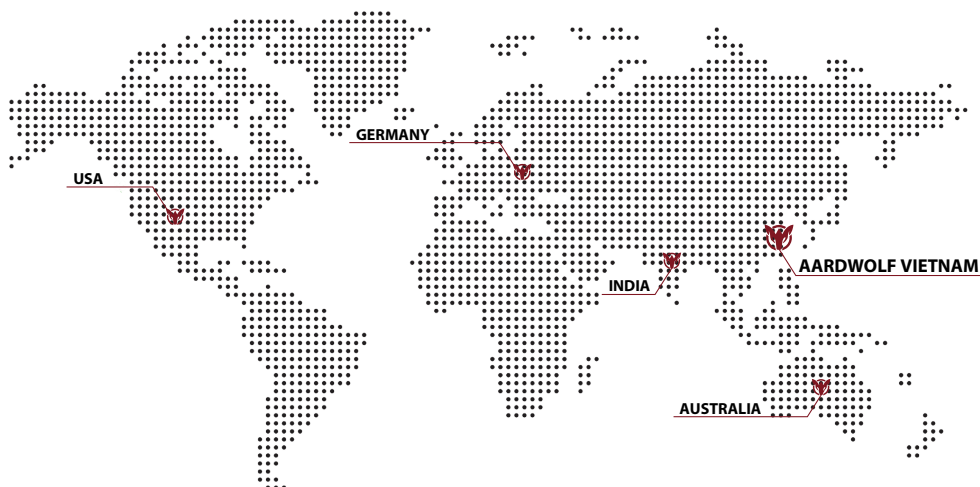 GERMANY
USA
AARDWOLF VIETNAM
INDIA
AUSTRALIA